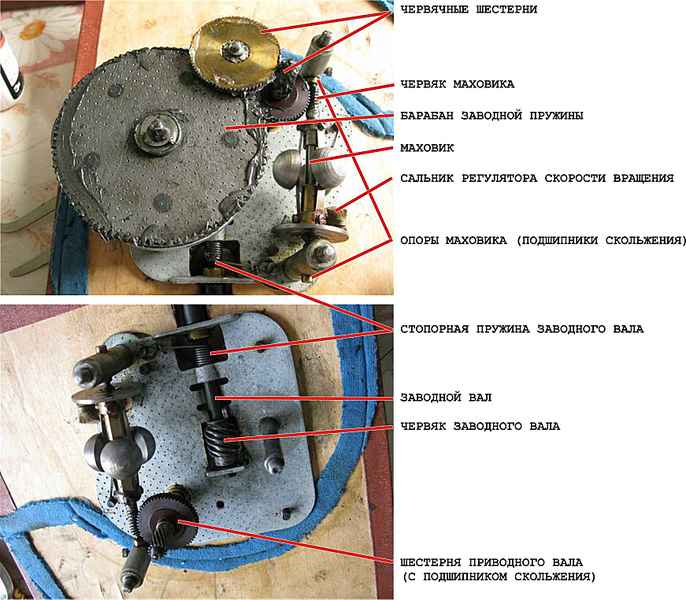 ЧЕРВЯЧНЫЕ ШЕСТЕРНИ
ЧЕРВЯК МАХОВИКА
БАРАБАН ЗАВОДНОЙ ПРУЖИНЫ
МАХОВИК
САЛЬНИК РЕГУЛЯТОРА СКОРОСТИ ВРАЩЕНИЯ
ОПОРЫ МАХОВИКА (ПОДШИПНИКИ СКОЛЬЖЕНИЯ)
СТОПОРНАЯ ПРУЖИНА ЗАВОДНОГО ВАЛА
ЗАВОДНОЙ ВАЛ
ЧЕРВЯК ЗАВОДНОГО ВАЛА
ШЕСТЕРНЯ ПРИВОДНОГО ВАЛА
(С ПОДШИПНИКОМ СКОЛЬЖЕНИЯ)